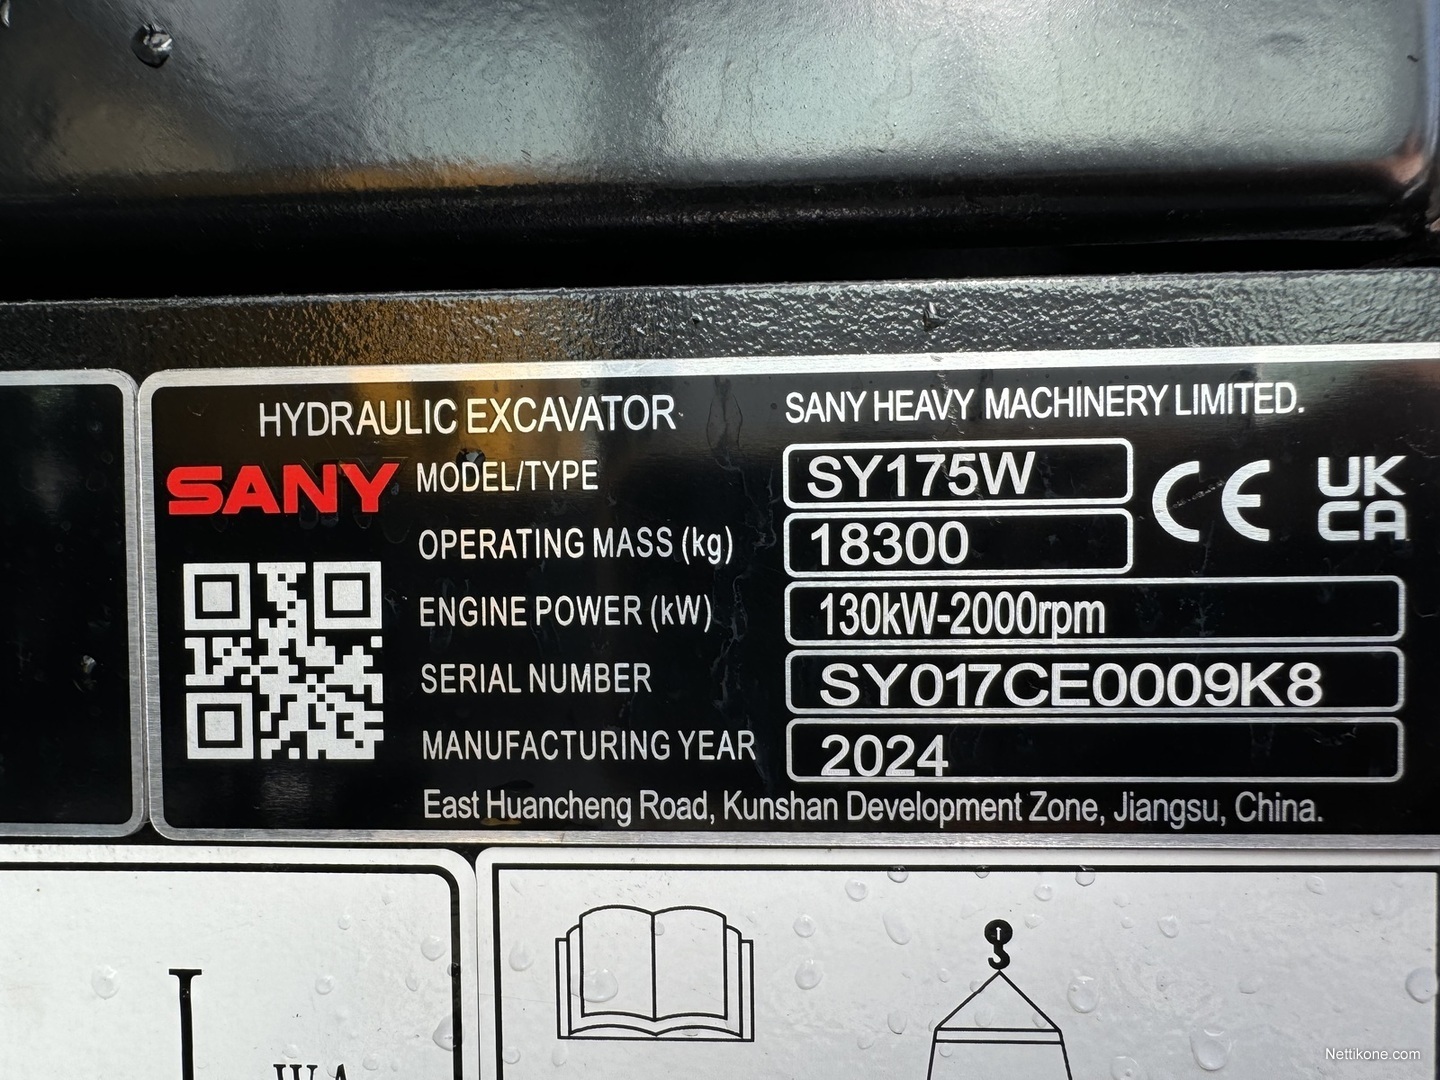 HYDRAULIC EXCAVATOR
SANY HEAVY MACHINERY LIMITED.
SANY
MODEL/TYPE SY175W
CE UK CA
OPERATING MASS (kg) 18300
ENGINE POWER (kW) 130kW-2000rpm
SERIAL NUMBER SY017CE0009K8
MANUFACTURING YEAR 2024
East Huancheng Road, Kunshan Development Zone, Jiangsu, China.
L
WA
Nettikone.com